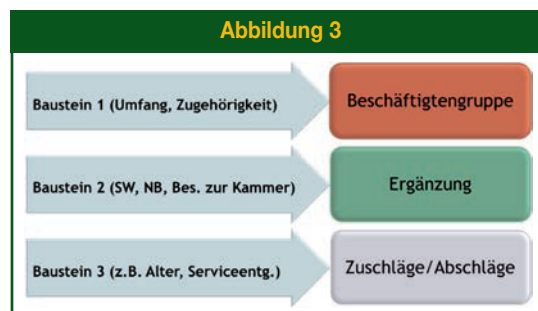 Abbildung 3
Baustein 1 (Umfang, Zugehörigkeit)
Beschäftigtengruppe
Baustein 2 (SW, NB, Bes. zur Kammer)
Ergänzung
Baustein 3 (z.B. Alter, Serviceentg.)
Zuschläge/Abschläge